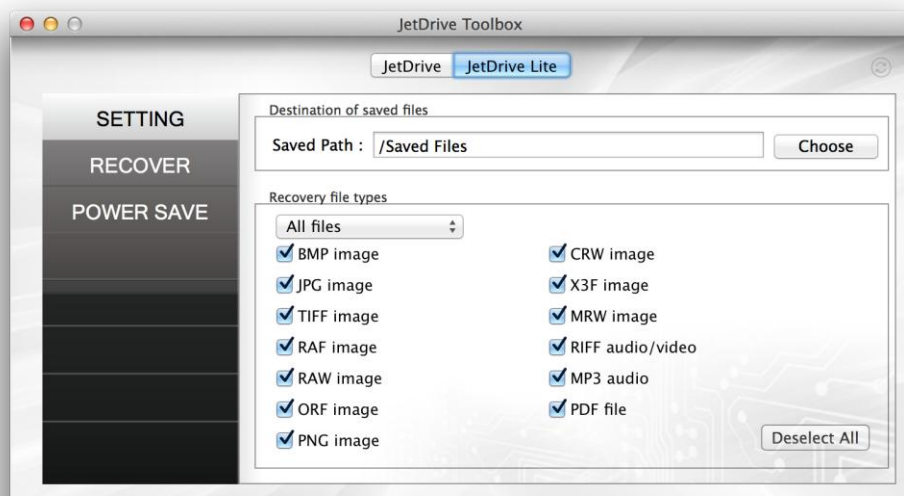 JetDrive Toolbox
JetDrive JetDrive Lite
SETTING
RECOVER
POWER SAVE
Destination of saved files
Saved Path : /Saved Files Choose
Recovery file types
All files
BMP image
JPG image
TIFF image
RAF image
RAW image
ORF image
PNG image
CRW image
X3F image
MRW image
RIFF audio/video
MP3 audio
PDF file
Deselect All